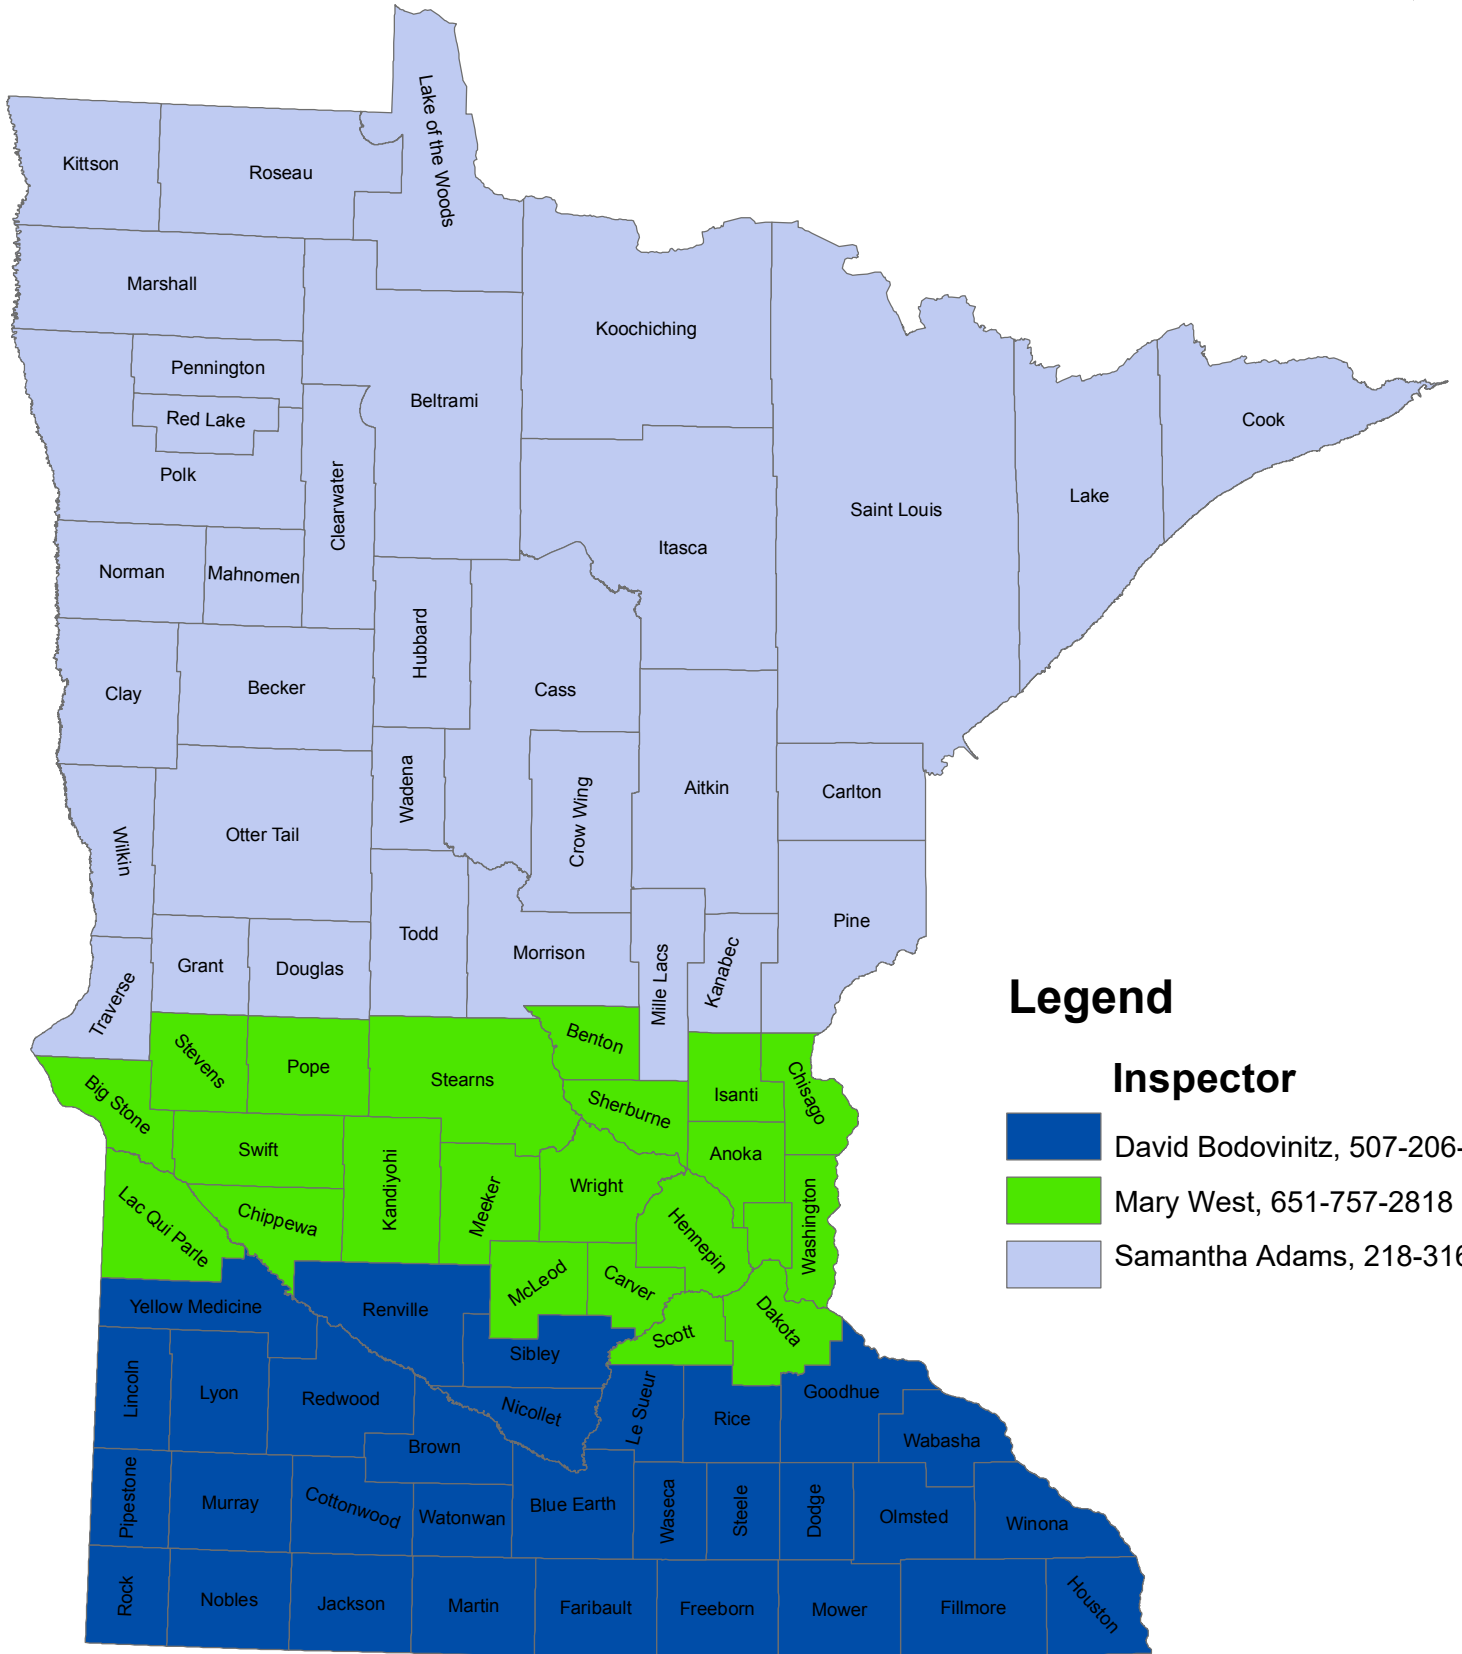 Lake of the Woods
Kittson
Roseau
Marshall
Koochiching
Pennington
Beltrami
Red Lake
Cook
Polk
Clearwater
Lake
Saint Louis
Itasca
Norman
Mahnomen
Hubbard
Clay
Becker
Cass
Wadena
Aitkin
Carlton
Crow Wing
Otter Tail
Wilkin
Pine
Todd
Morrison
Grant
Douglas
Mille Lacs
Kanabec
Traverse
Legend
Inspector
David Bodovinitz, 507-206-
Mary West, 651-757-2818
Samantha Adams, 218-316
Benton
Stevens
Pope
Stearns
Big Stone
Sherburne
Isanti
Chisago
Swift
Anoka
Kandiyohi
Wright
Meeker
Lac Qui Parle
Chippewa
Hennepin
Washington
McLeod
Carver
Yellow Medicine
Renville
Scott
Dakota
Sibley
Lincoln
Lyon
Redwood
Nicollet
Le Sueur
Rice
Goodhue
Brown
Wabasha
Pipestone
Murray
Cottonwood
Watonwan
Blue Earth
Waseca
Steele
Dodge
Olmsted
Winona
Rock
Nobles
Jackson
Martin
Faribault
Freeborn
Mower
Fillmore
Houston